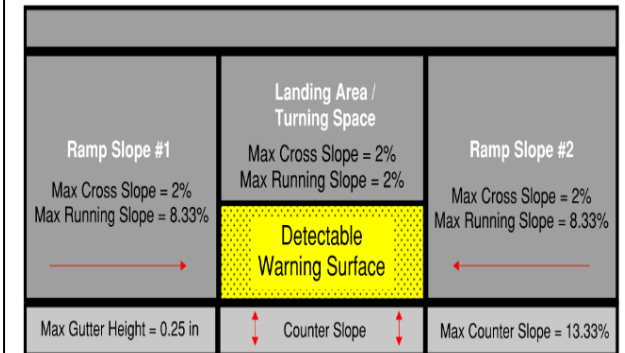 Ramp Slope #1
Max Cross Slope = 2%
Max Running Slope = 8.33%
Landing Area /
Turning Space
Max Cross Slope = 2%
Max Running Slope = 2%
Detectable
Warning Surface
Ramp Slope #2
Max Cross Slope = 2%
Max Running Slope = 8.33%
Max Gutter Height = 0.25 in
Counter Slope
Max Counter Slope = 13.33%